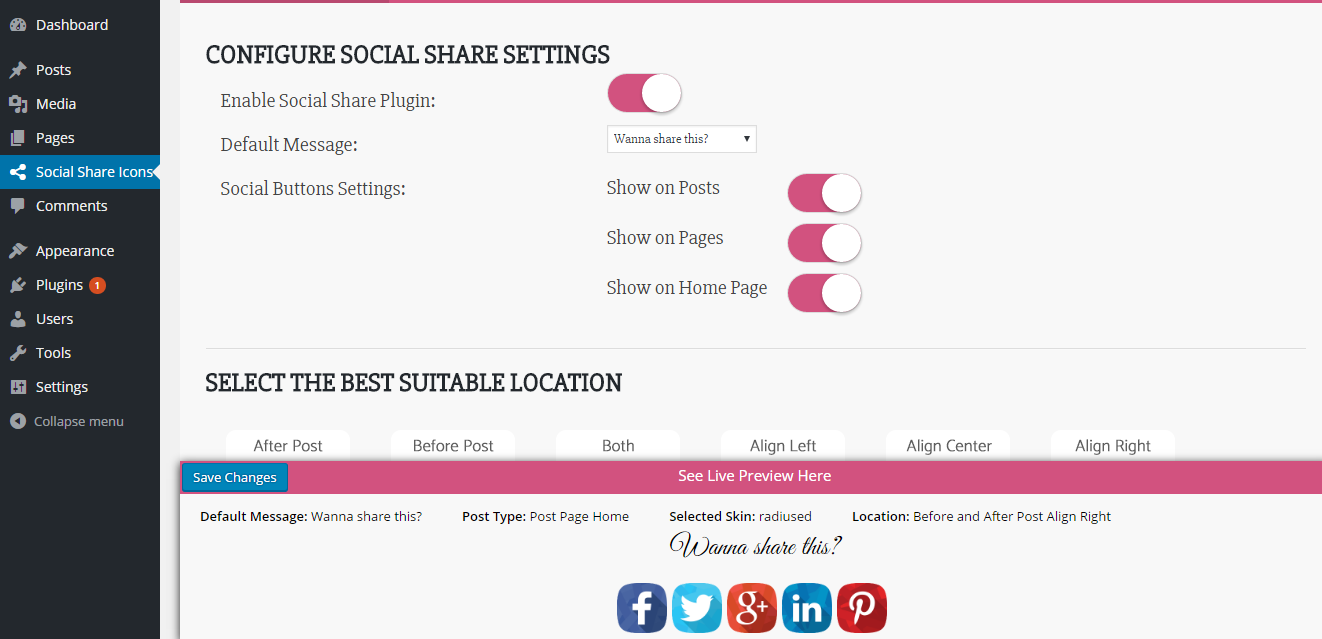 Dashboard
Posts
Media
Pages
Social Share Icons
Comments
Appearance
Plugins 1
Users
Tools
Settings
Collapse menu
CONFIGURE SOCIAL SHARE SETTINGS
Enable Social Share Plugin:
Default Message: Wanna share this?
Social Buttons Settings: Show on Posts
Show on Pages
Show on Home Page
SELECT THE BEST SUITABLE LOCATION
After Post Before Post Both Align Left Align Center Align Right
Save Changes See Live Preview Here
Default Message: Wanna share this? Post Type: Post Page Home Selected Skin: radiused Location: Before and After Post Align Right
Wanna share this?
f g+ in